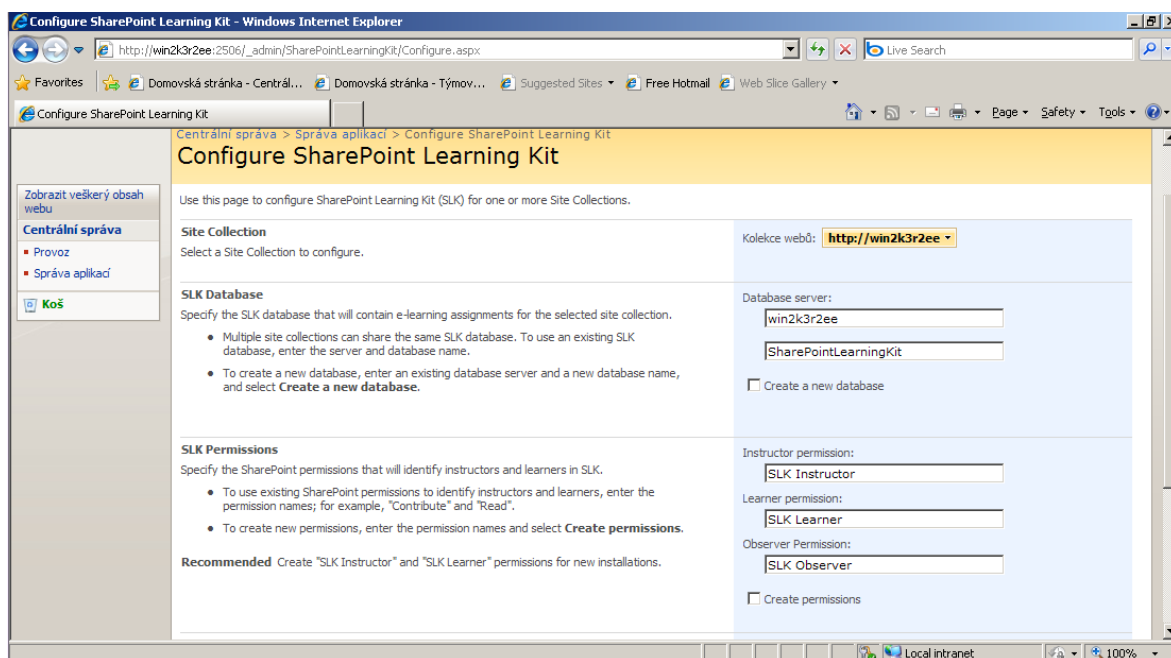 Configure SharePoint Learning Kit - Windows Internet Explorer
http://win2k3r2ee:2506/_admin/SharePointLearningKit/Configure.aspx
Live Search
Favorites Domovská stránka - Centrál... Domovská stránka - Týmov... Suggested Sites Free Hotmail Web Slice Gallery
Configure SharePoint Learning Kit
Page Safety Tools
Centrální správa > Správa aplikací > Configure SharePoint Learning Kit
Configure SharePoint Learning Kit
Zobrazit veškerý obsah
webu
Centrální správa
Provoz
Správa aplikací
Koš
Use this page to configure SharePoint Learning Kit (SLK) for one or more Site Collections.
Site Collection
Select a Site Collection to configure.
Kolekce webů: http://win2k3r2ee
SLK Database
Specify the SLK database that will contain e-learning assignments for the selected site collection.
• Multiple site collections can share the same SLK database. To use an existing SLK
database, enter the server and database name.
• To create a new database, enter an existing database server and a new database name,
and select Create a new database.
Database server:
win2k3r2ee
SharePointLearningKit
Create a new database
SLK Permissions
Specify the SharePoint permissions that will identify instructors and learners in SLK.
• To use existing SharePoint permissions to identify instructors and learners, enter the
permission names; for example, "Contribute" and "Read".
• To create new permissions, enter the permission names and select Create permissions.
Recommended Create "SLK Instructor" and "SLK Learner" permissions for new installations.
Instructor permission:
SLK Instructor
Learner permission:
SLK Learner
Observer Permission:
SLK Observer
Create permissions
Local intranet
100%